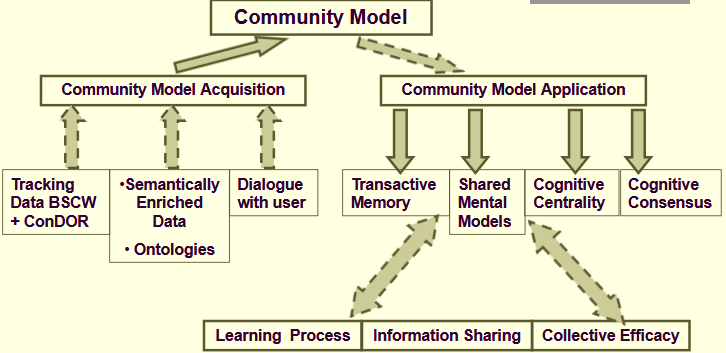 Community Model
Community Model Acquisition
Community Model Application
Tracking
Data BSCW
+ ConDOR
•Semantically
Enriched
Data
• Ontologies
Dialogue
with user
Transactive
Memory
Shared
Mental
Models
Cognitive
Centrality
Cognitive
Consensus
Learning Process
Information Sharing
Collective Efficacy